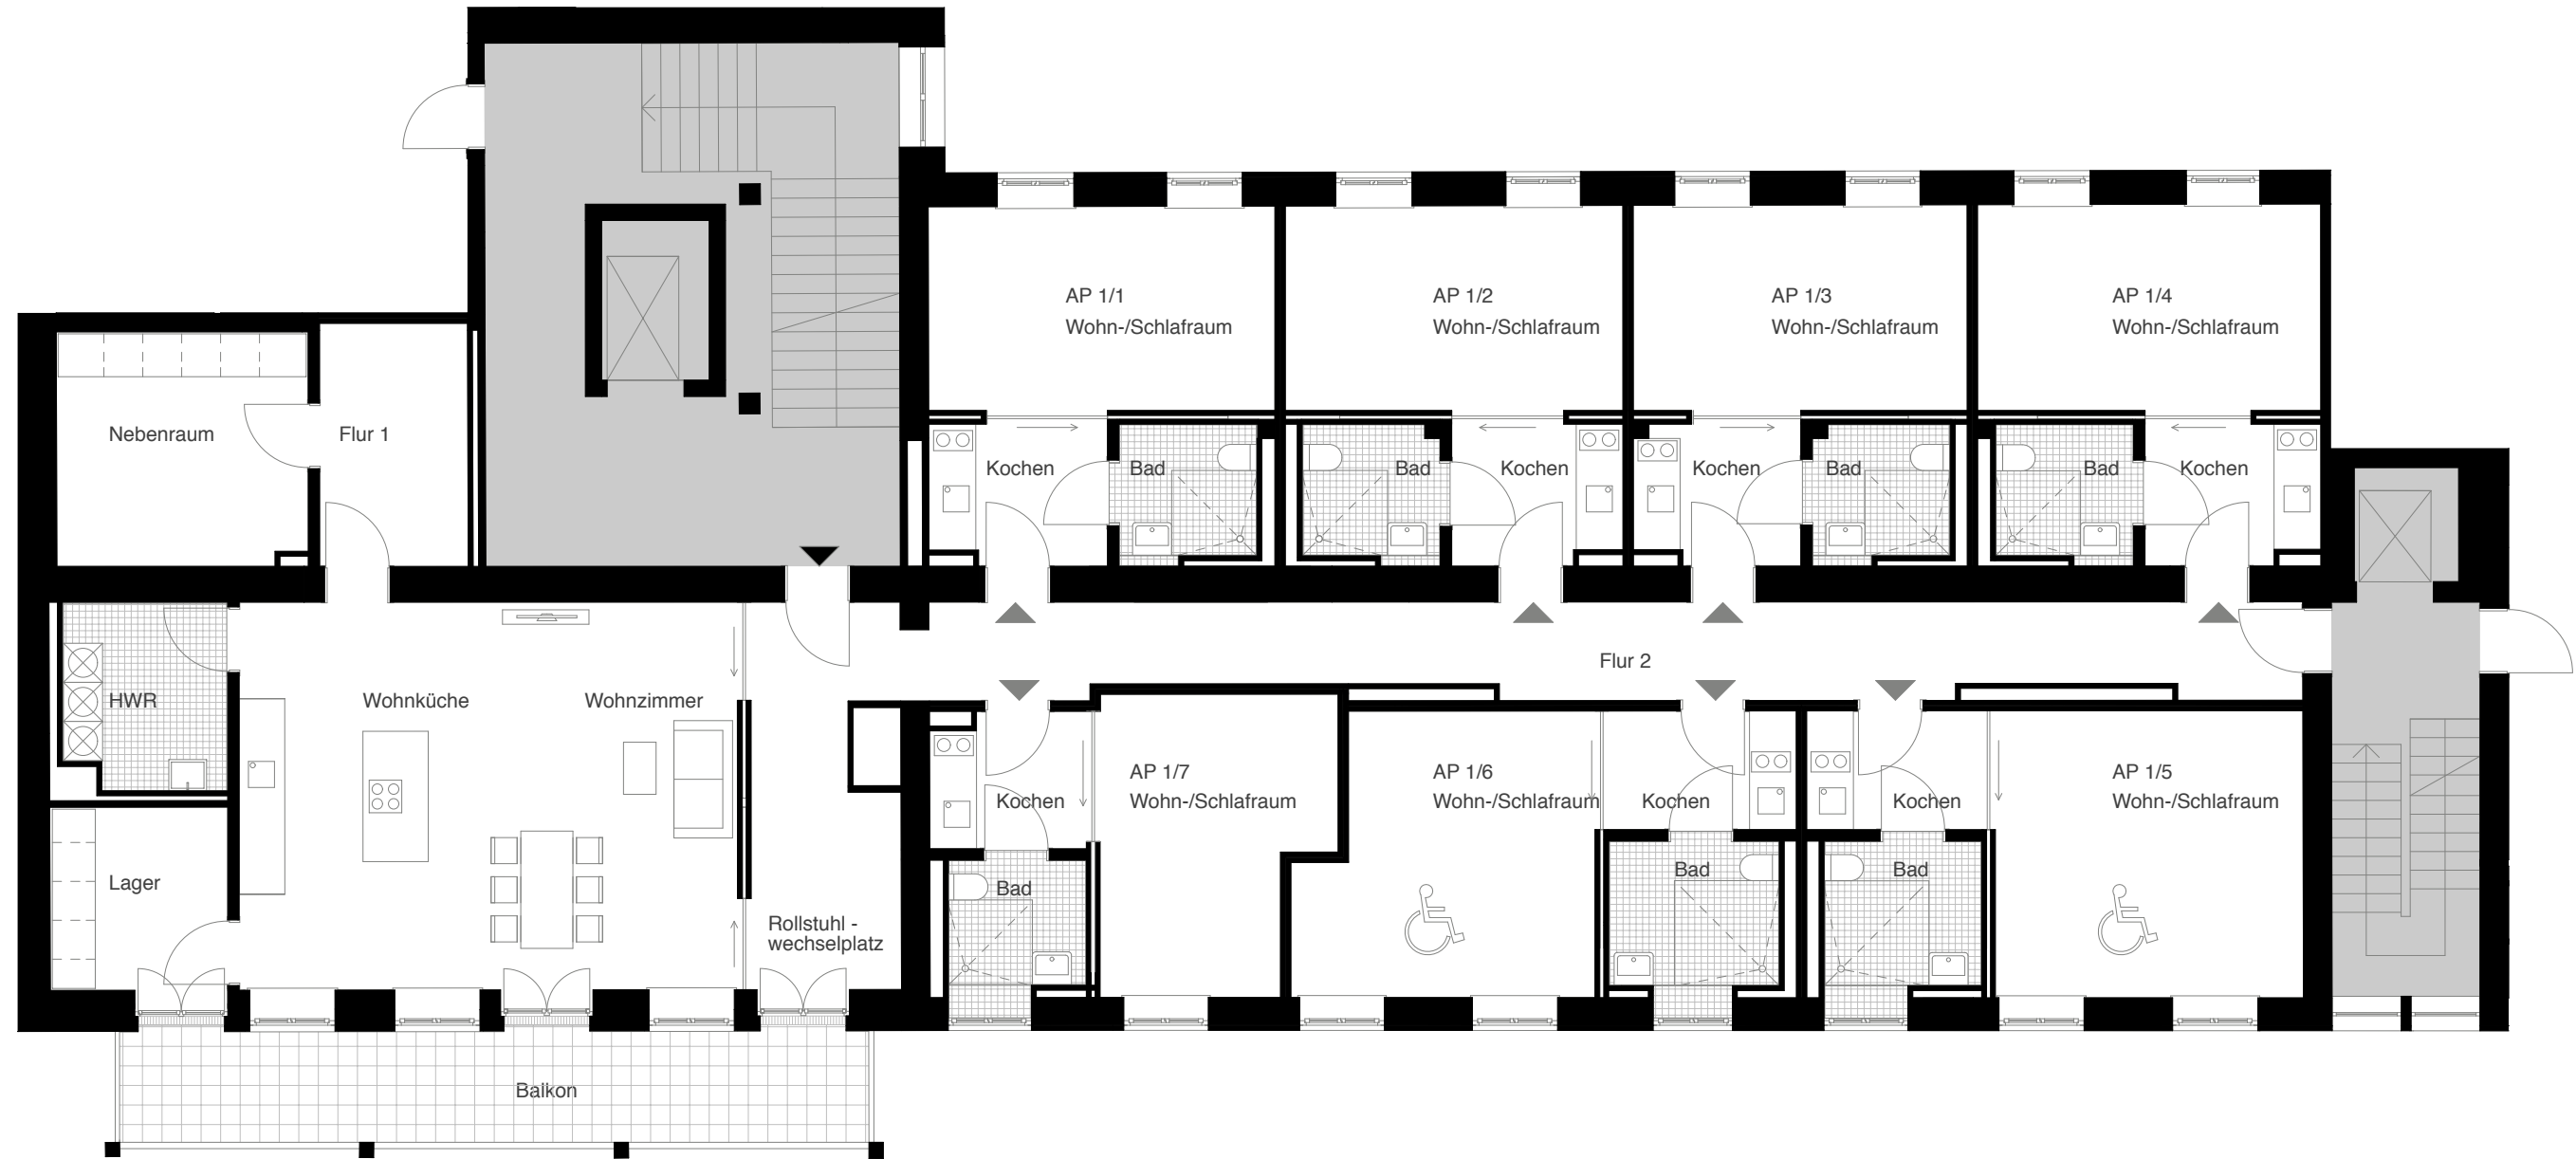 AP 1/1
Wohn-/Schlafraum
AP 1/2
Wohn-/Schlafraum
AP 1/3
Wohn-/Schlafraum
AP 1/4
Wohn-/Schlafraum
Nebenraum
Flur 1
Kochen
Bad
Bad
Kochen
Kochen
Bad
Bad
Kochen
Flur 2
HWR
Wohnküche
Wohnzimmer
AP 1/7
Wohn-/Schlafraum
Kochen
AP 1/6
Wohn-/Schlafraum
Kochen
Kochen
AP 1/5
Wohn-/Schlafraum
Lager
Bad
Bad
Bad
Rollstuhl -
wechselplatz
Balkon